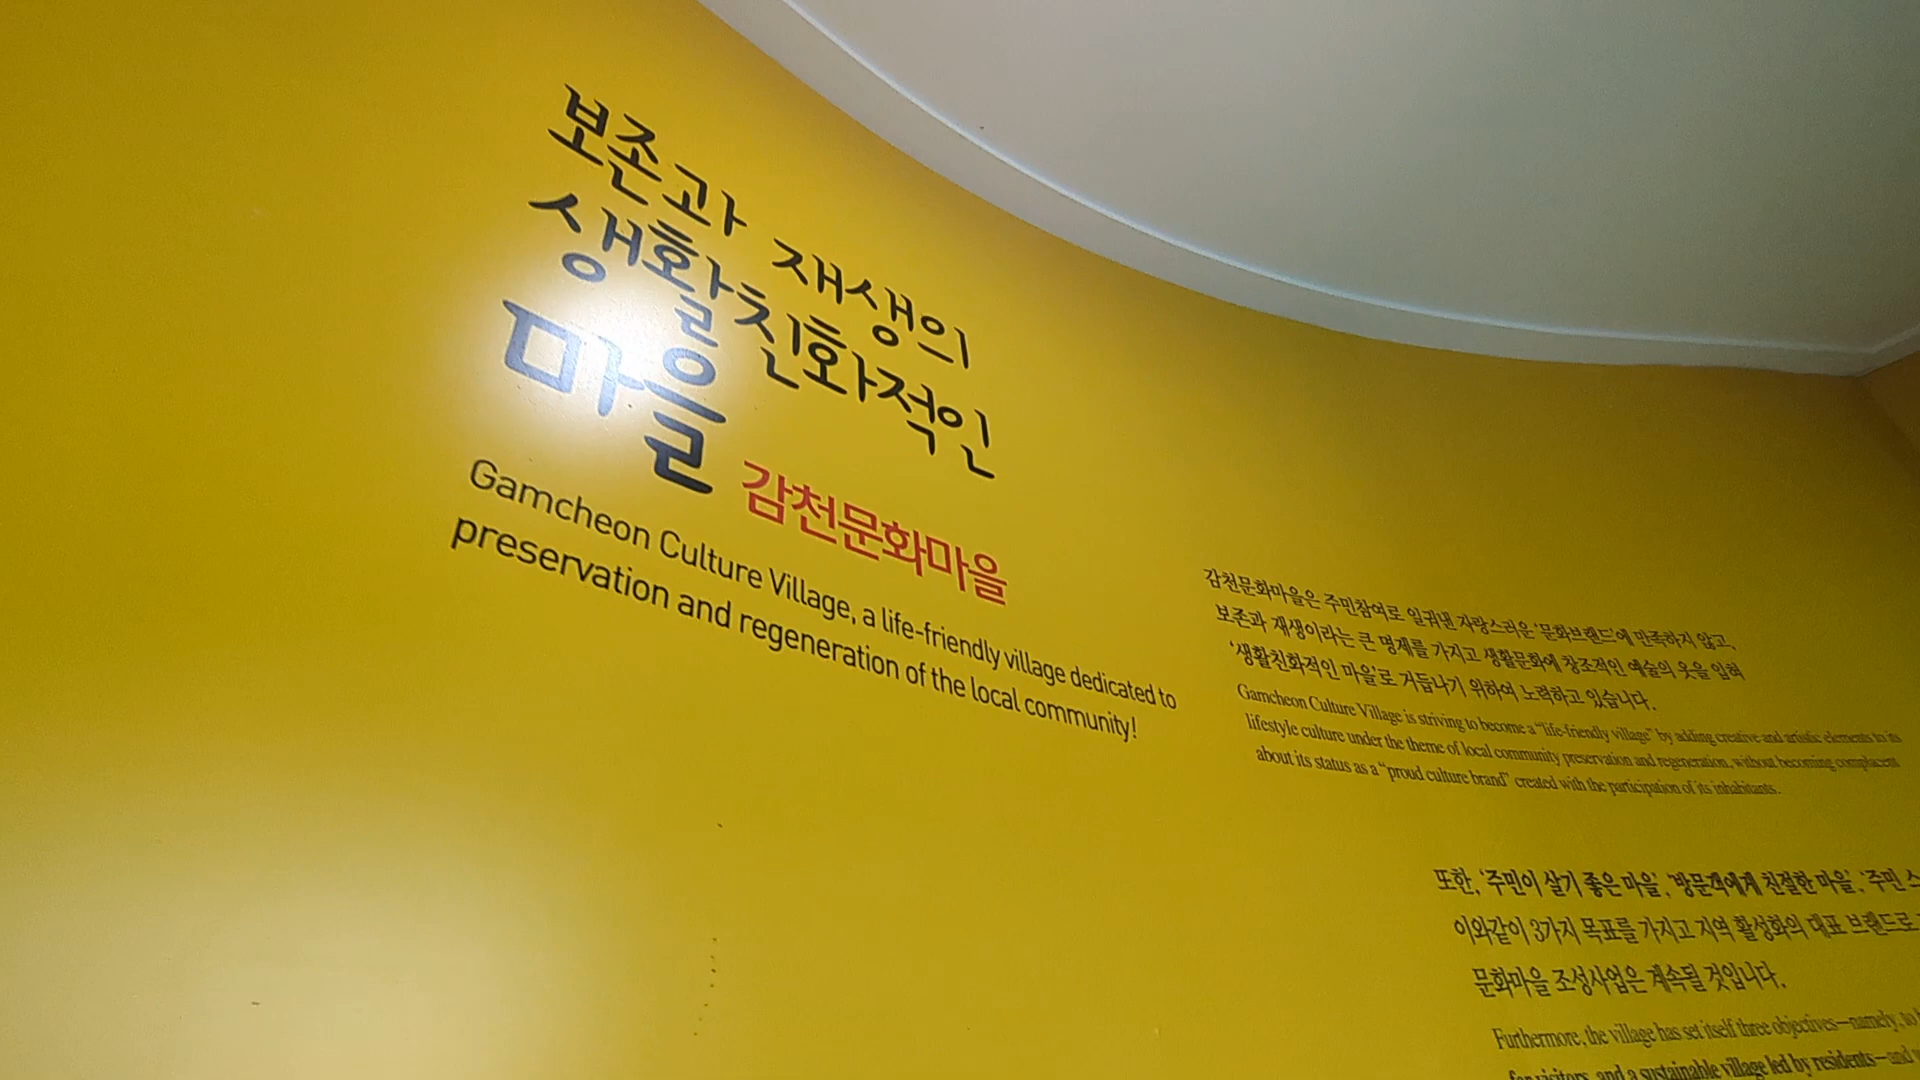 보존과 재생의
생활친화적인
마을 감천문화마을
Gamcheon Culture Village, a life-friendly village dedicated to
preservation and regeneration of the local community!
감천문화마을은 주민참여로 일궈낸 자랑스러운 '문화브랜드'에 만족하지 않고,
보존과 재생이라는 큰 명제를 가지고 생활문화에 창조적인 예술의 옷을 입혀
'생활친화적인 마을'로 거듭나기 위하여 노력하고 있습니다.
Gamcheon Culture Village is striving to become a "life-friendly village" by adding creative and artistic elements to its
lifestyle culture under the theme of local community preservation and regeneration, without becoming complacent
about its status as a "proud culture brand" created with the participation of its inhabitants.
또한, '주민이 살기 좋은 마을', '방문객에게 친절한 마을', '주민 스
이와같이 3가지 목표를 가지고 지역 활성화의 대표 브랜드로
문화마을 조성사업은 계속될 것입니다.
Furthermore, the village has set itself three objectives—namely, to
for visitors, and a sustainable village led by residents—and